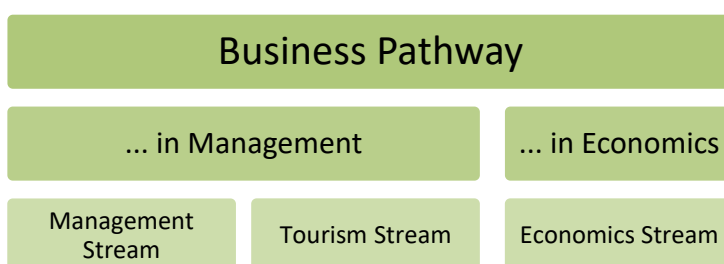 Business Pathway
... in Management
... in Economics
Management
Stream
Tourism Stream
Economics Stream